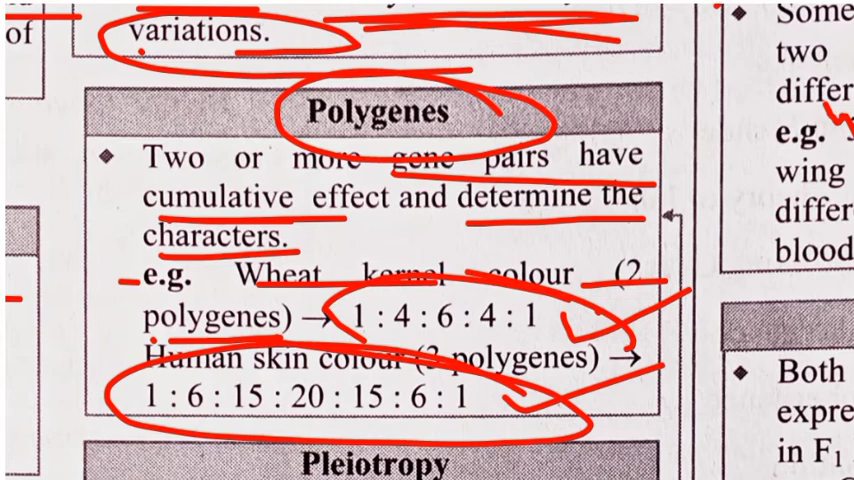 of
variations.
Polygenes
◆ Two or more gene pairs have
cumulative effect and determine the
characters.
e.g. Wheat kernel colour (2
polygenes) → 1 : 4 : 6 : 4 : 1
Human skin colour (3 polygenes) →
1 : 6 : 15 : 20 : 15 : 6 : 1
Pleiotropy
◆ Some
two
differ
e.g.
wing
differ
blood
◆ Both
expre
in F₁